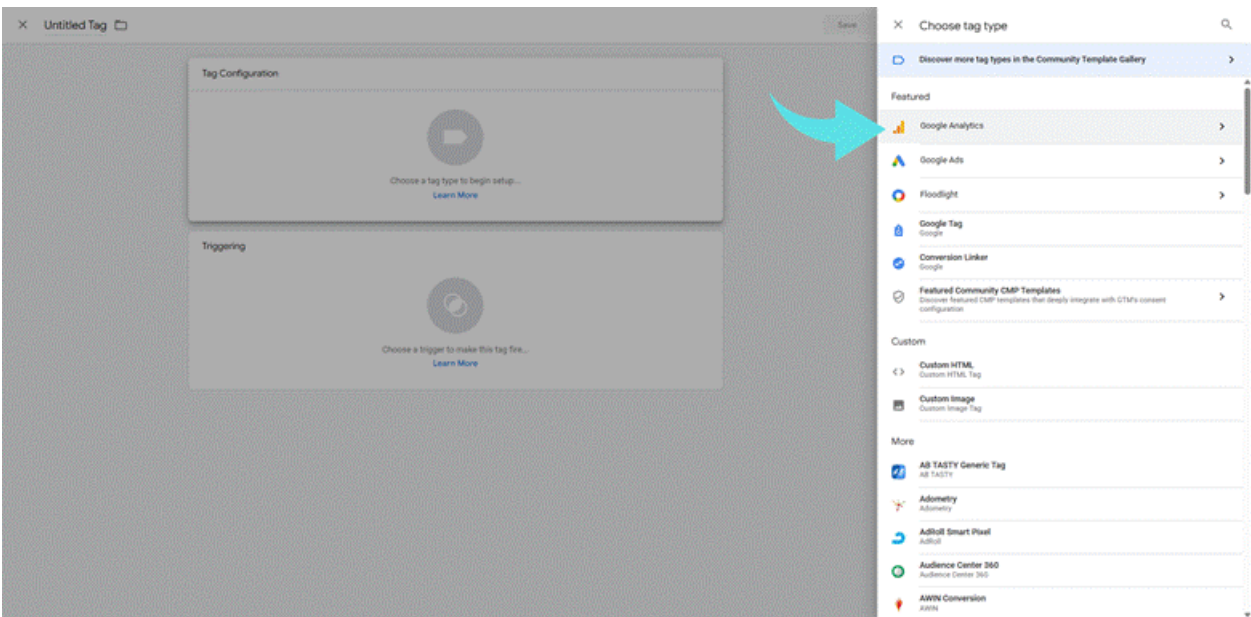 Untitled Tag
Save
Tag Configuration
Choose a tag type to begin setup...
Learn More
Triggering
Choose a trigger to make this tag fire...
Learn More
Choose tag type
Discover more tag types in the Community Template Gallery
Featured
Google Analytics
Google Ads
Floodlight
Google Tag
Google
Conversion Linker
Google
Featured Community CMP Templates
Discover featured CMP templates that deeply integrate with GTM's consent
configuration
Custom
Custom HTML
Custom HTML Tag
Custom Image
Custom Image Tag
More
AB TASTY Generic Tag
AB TASTY
Adometry
Adometry
AdRoll Smart Pixel
AdRoll
Audience Center 360
Audience Center 360
AWIN Conversion
AWIN